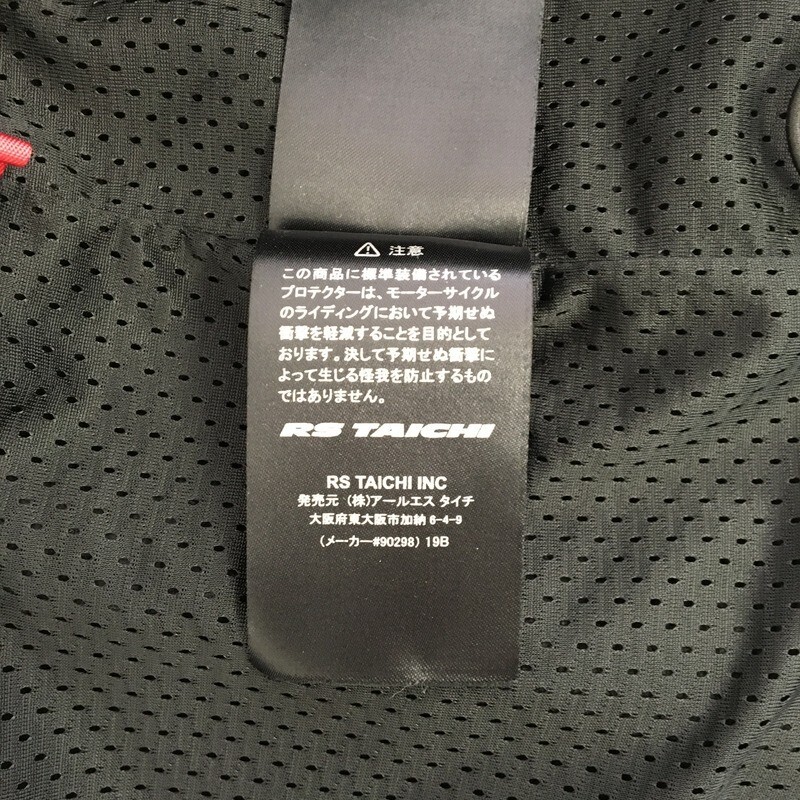 ⚠ 注意
この商品に標準装備されている
プロテクターは、モーターサイクル
のライディングにおいて予期せぬ
衝撃を軽減することを目的として
おります。決して予期せぬ衝撃に
よって生じる怪我を防止するもの
ではありません。
RS TAICHI
RS TAICHI INC
発売元 (株)アールエス タイチ
大阪府東大阪市加納 6-4-9
(メーカー#90298) 19B